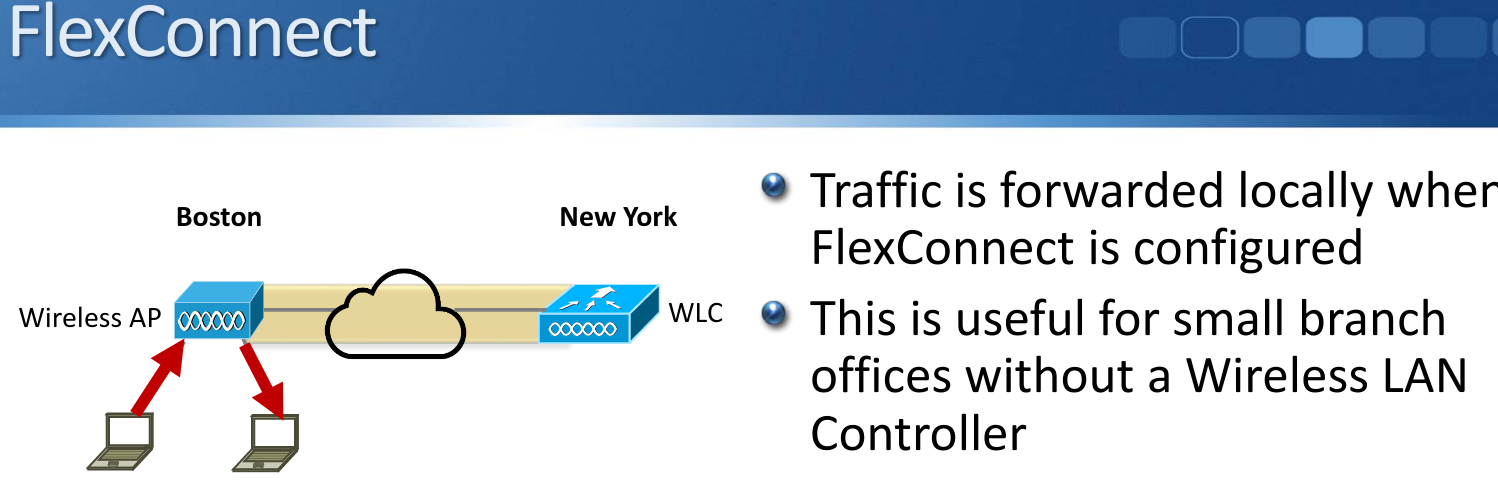 FlexConnect
Boston
New York
Wireless AP
WLC
Traffic is forwarded locally when
FlexConnect is configured
This is useful for small branch
offices without a Wireless LAN
Controller